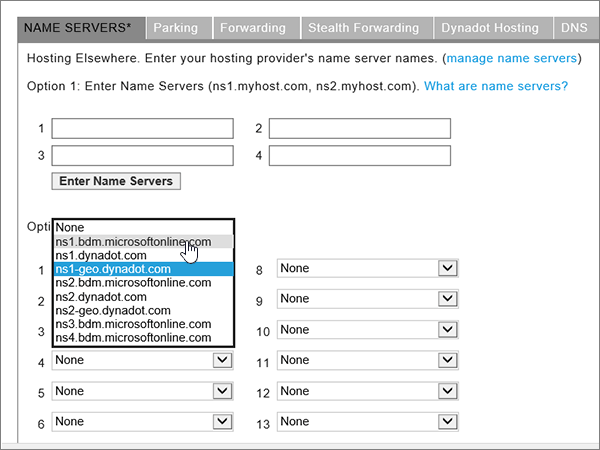 NAME SERVERS* Parking Forwarding Stealth Forwarding Dynadot Hosting DNS
Hosting Elsewhere. Enter your hosting provider's name server names. (manage name servers)
Option 1: Enter Name Servers (ns1.myhost.com, ns2.myhost.com). What are name servers?
1 2
3 4
Enter Name Servers
Opti
None
ns1.bdm.microsoftonline.com
ns1.dynadot.com
ns1-geo.dynadot.com
ns2.bdm.microsoftonline.com
ns2.dynadot.com
ns2-geo.dynadot.com
ns3.bdm.microsoftonline.com
ns4.bdm.microsoftonline.com
1 8 None
2 9 None
3 10 None
4 None 11 None
5 None 12 None
6 None 13 None